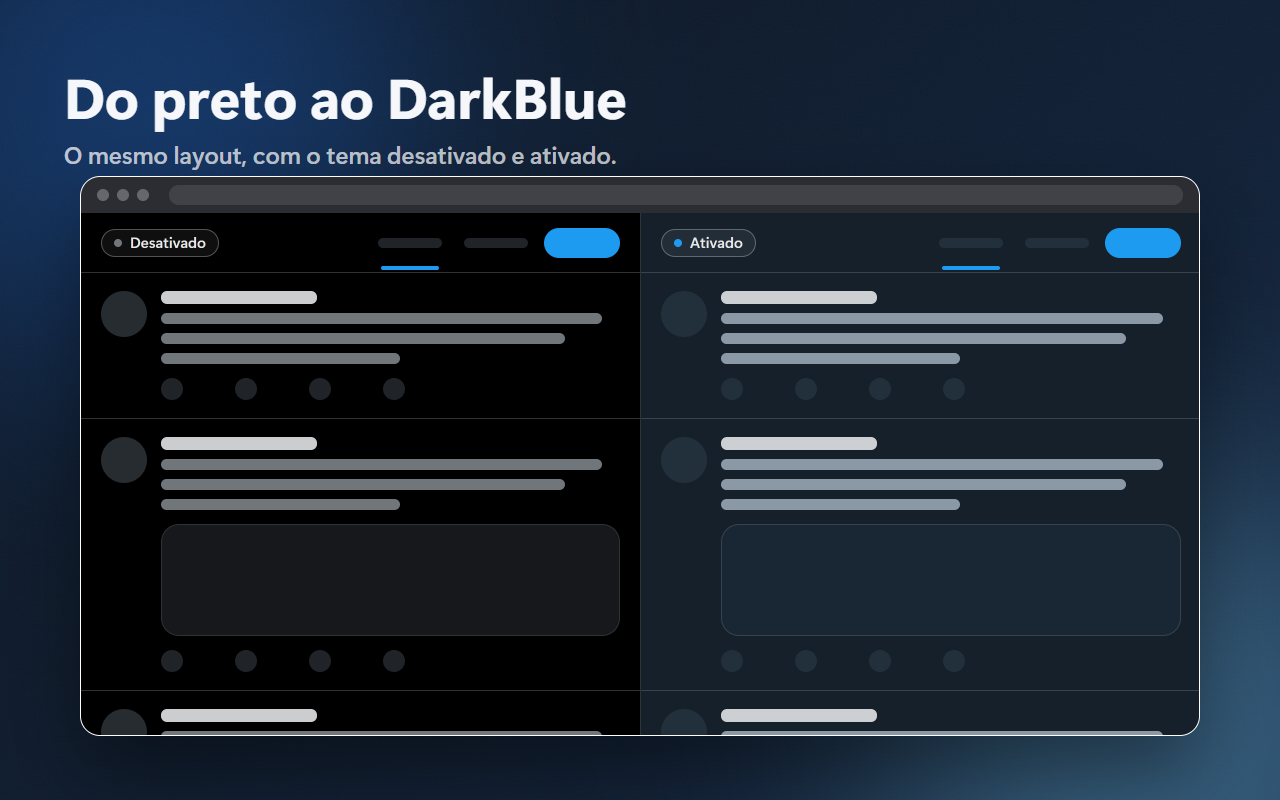 Do preto ao DarkBlue
O mesmo layout, com o tema desativado e ativado.
Desativado
Ativado